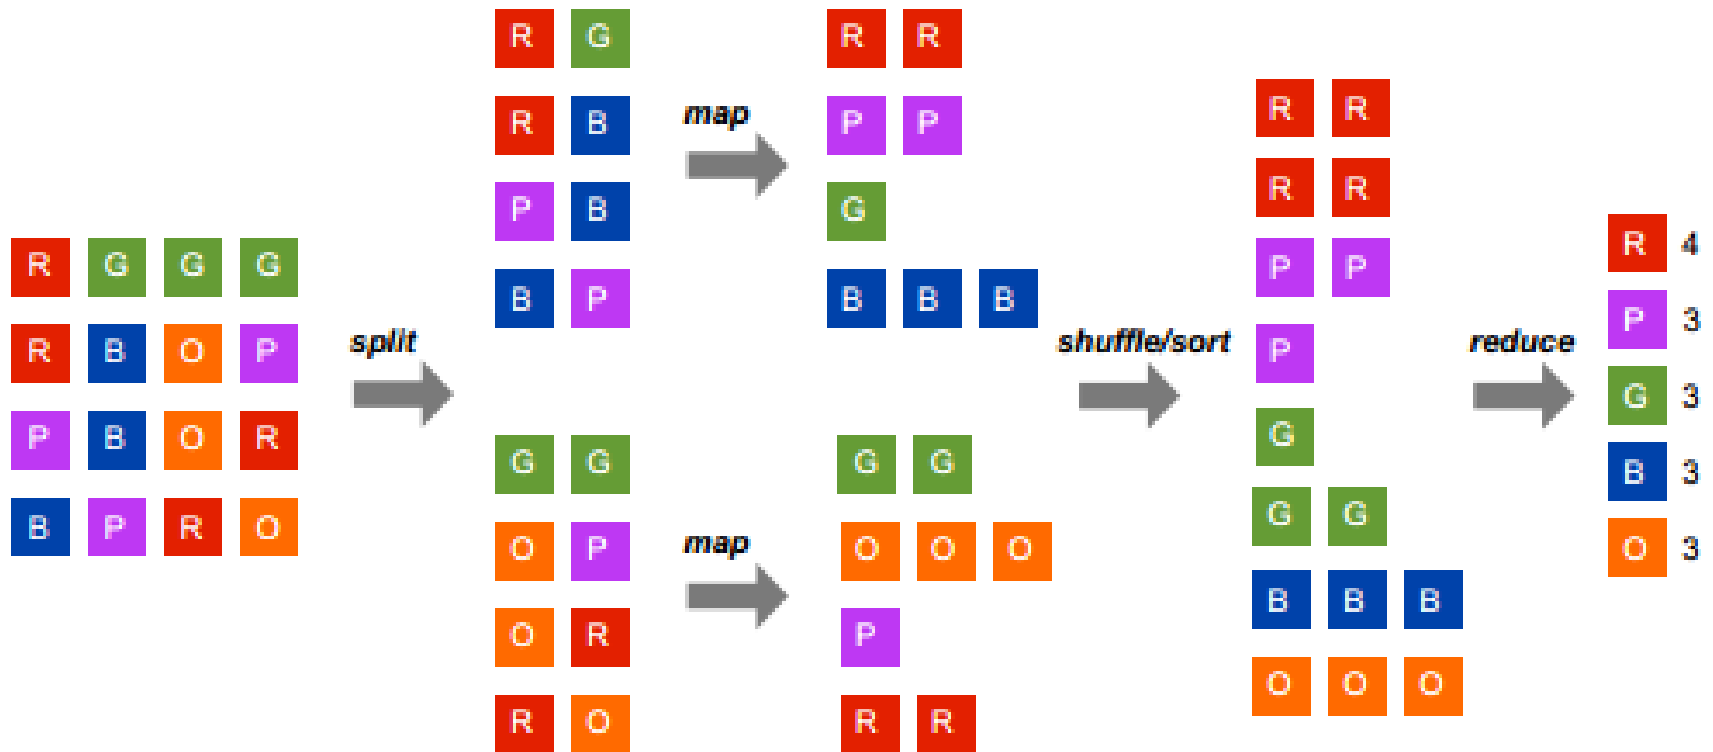 R G G G
R B O P
P B O R
B P R O
split
R G
R B
P B
B P
G G
O P
O R
R O
map
map
R R
P P
G
B B B
G G
O O O
P
R R
shuffle/sort
R R
R R
P P
P
G
G G
B B B
O O O
reduce
R 4
P 3
G 3
B 3
O 3